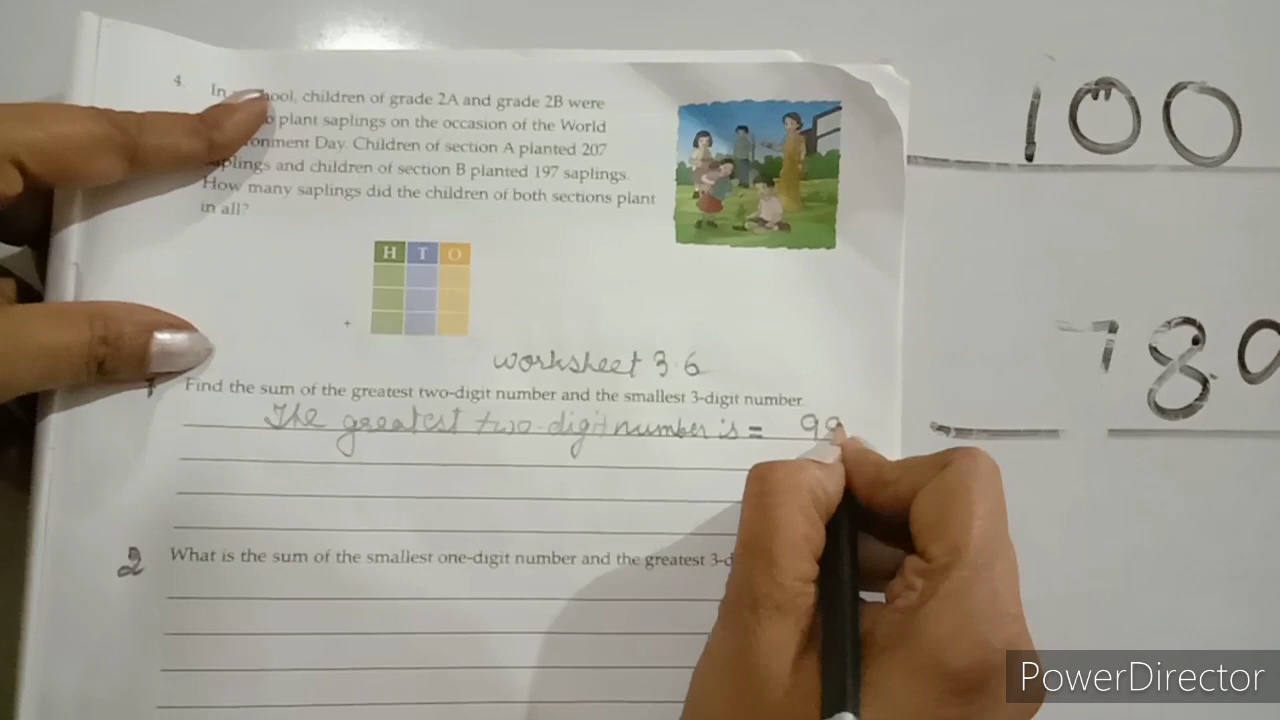 4.
In school, children of grade 2A and grade 2B were
plant saplings on the occasion of the World
Day. Children of section A planted 207
saplings and children of section B planted 197 saplings.
How many saplings did the children of both sections plant
in all?
H T O
+
worksheet 3.6
1 Find the sum of the greatest two-digit number and the smallest 3-digit number.
The greatest two-digit number is = 99
2 What is the sum of the smallest one-digit number and the greatest 3-d
100
789
PowerDirector